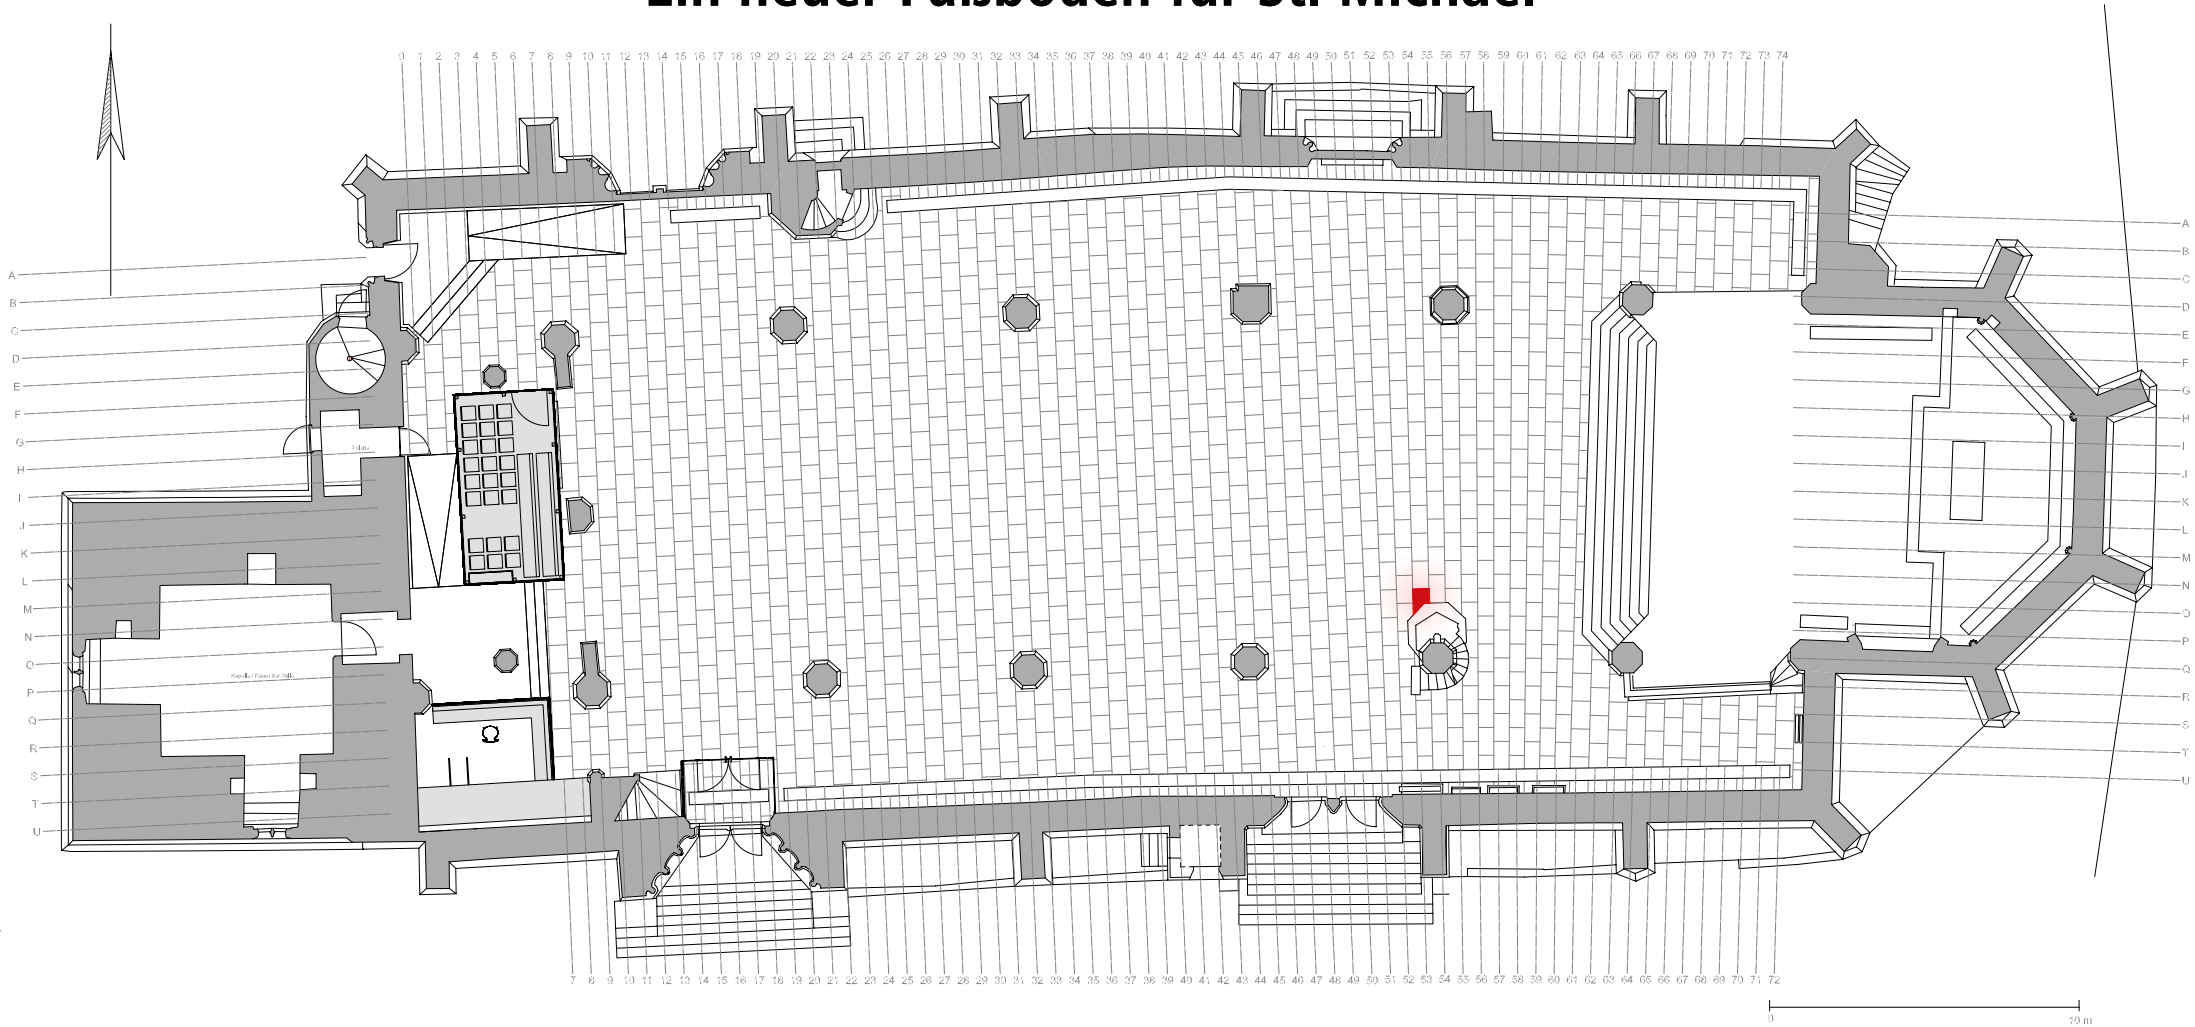 Ein neuer Fußboden für St. Michael
0 1 2 3 4 5 6 7 8 9 10 11 12 13 14 15 16 17 18 19 20 21 22 23 24 25 26 27 28 29 30 31 32 33 34 35 36 37 38 39 40 41 42 43 44 45 46 47 48 49 50 51 52 53 54 55 56 57 58 59 60 61 62 63 64 65 66 67 68 69 70 71 72 73 74
A
B
C
D
E
F
G
H
I
J
K
L
M
N
O
P
Q
R
S
T
U
A
B
C
D
E
F
G
H
I
J
K
L
M
N
O
P
Q
R
S
T
U
Kapelle / Raum der Stille
7 8 9 10 11 12 13 14 15 16 17 18 19 20 21 22 23 24 25 26 27 28 29 30 31 32 33 34 35 36 37 38 39 40 41 42 43 44 45 46 47 48 49 50 51 52 53 54 55 56 57 58 59 60 61 62 63 64 65 66 67 68 69 70 71 72
0 10 m